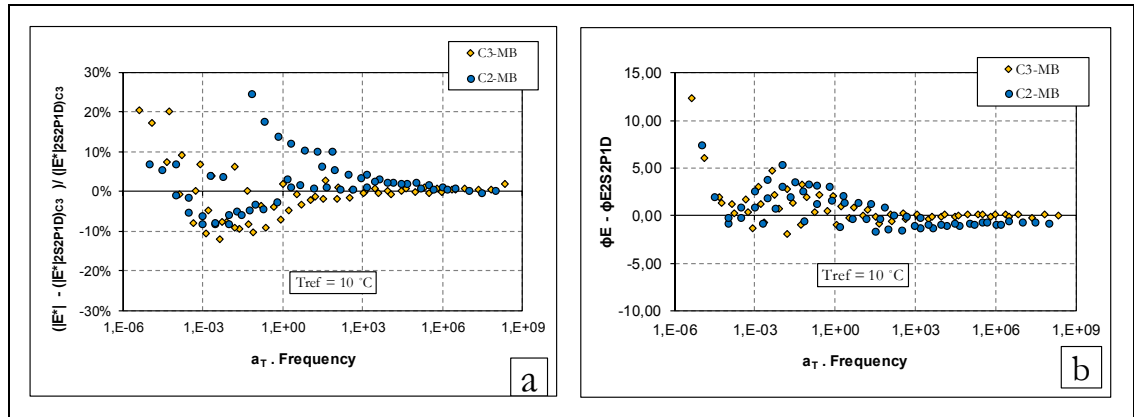 C3-MB
C2-MB
(|E*| - (|E*|2S2P1D)C3 )/ ((|E*|2S2P1D)C3
30%
20%
10%
0%
-10%
-20%
-30%
Tref = 10 °C
1,E-06
1,E-03
1,E+00
1,E+03
1,E+06
1,E+09
aT . Frequency
a
C3-MB
C2-MB
ϕE - ϕE2S2P1D
15,00
10,00
5,00
0,00
-5,00
-10,00
Tref = 10 °C
1,E-06
1,E-03
1,E+00
1,E+03
1,E+06
1,E+09
aT . Frequency
b